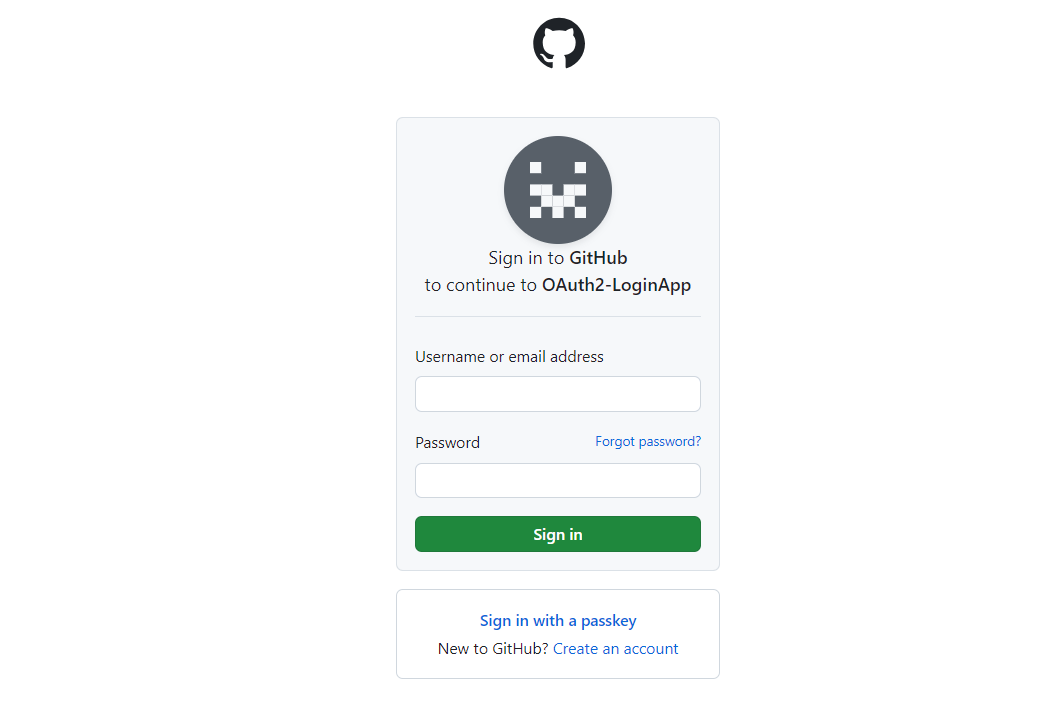 Sign in to GitHub
to continue to OAuth2-LoginApp
Username or email address
Password Forgot password?
Sign in
Sign in with a passkey
New to GitHub? Create an account